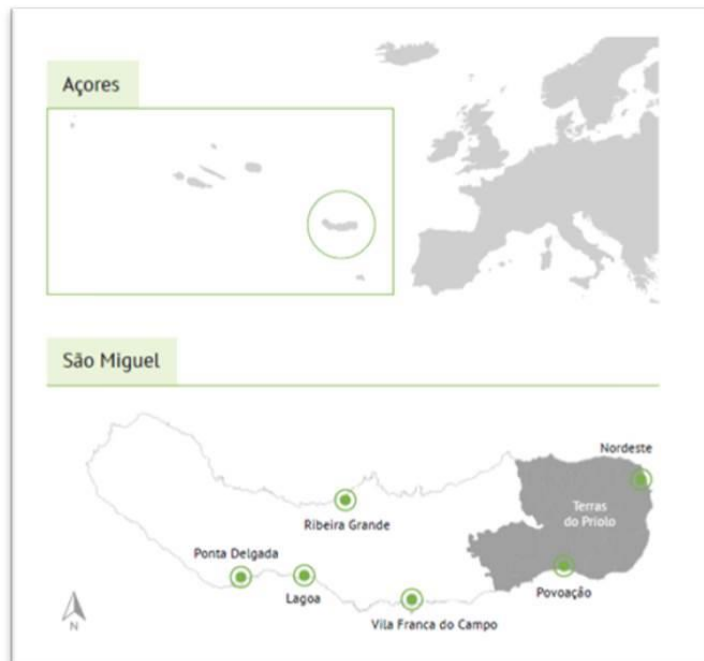 Açores
São Miguel
Nordeste
Terras
do Priolo
Ribeira Grande
Ponta Delgada
Lagoa
Povoação
Vila Franca do Campo
N